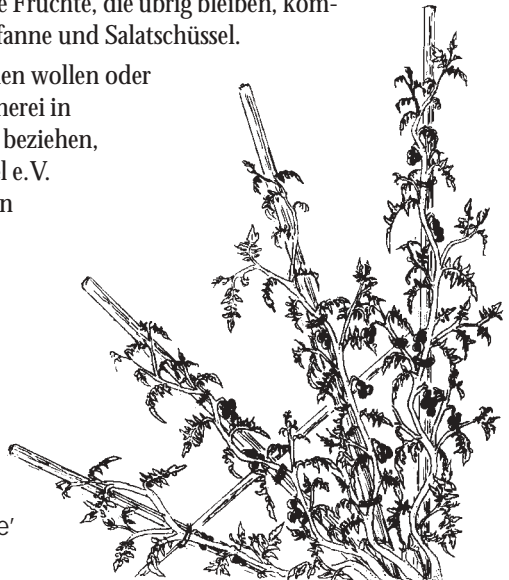 e Früchte, die übrig bleiben, kom-
fanne und Salatschüssel.
en wollen oder
nerei in
beziehen,
l e.V.
n
e'